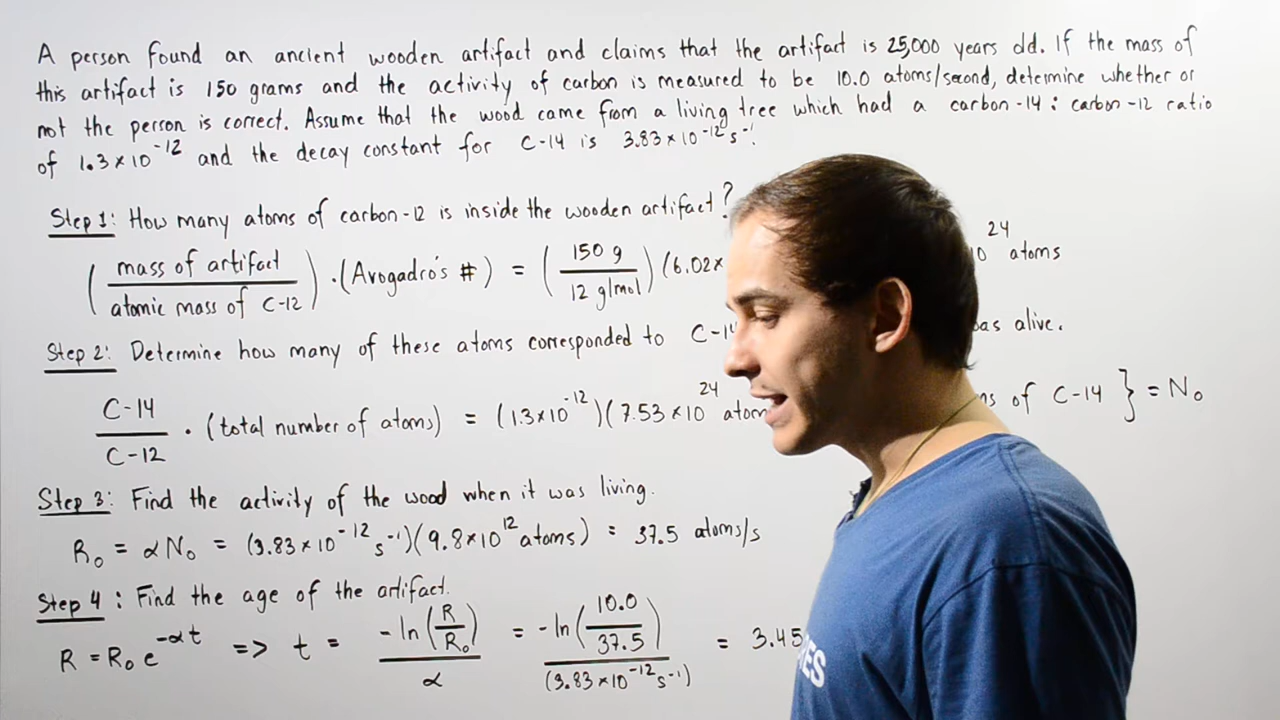 A person found an ancient wooden artifact and claims that the artifact is 25,000 years old. If the mass of
this artifact is 150 grams and the activity of carbon is measured to be 10.0 atoms/second, determine whether or
not the person is correct. Assume that the wood came from a living tree which had a carbon-14 : carbon-12 ratio
of 1.3×10⁻¹² and the decay constant for C-14 is 3.83×10⁻¹² s⁻¹.
Step 1: How many atoms of carbon-12 is inside the wooden artifact?
(mass of artifact / atomic mass of C-12) · (Avogadro's #) = (150 g / 12 g/mol) (6.02× 10²⁴ atoms
Step 2: Determine how many of these atoms corresponded to C-14 was alive.
C-14 / C-12 · (total number of atoms) = (1.3×10⁻¹²)(7.53×10²⁴ atoms of C-14 } = N₀
Step 3: Find the activity of the wood when it was living.
R₀ = αN₀ = (3.83×10⁻¹² s⁻¹)(9.8×10¹² atoms) = 37.5 atoms/s
Step 4: Find the age of the artifact.
R = R₀ e^(-αt) => t = -ln(R/R₀) / α = -ln(10.0/37.5) / (3.83×10⁻¹² s⁻¹) = 3.45